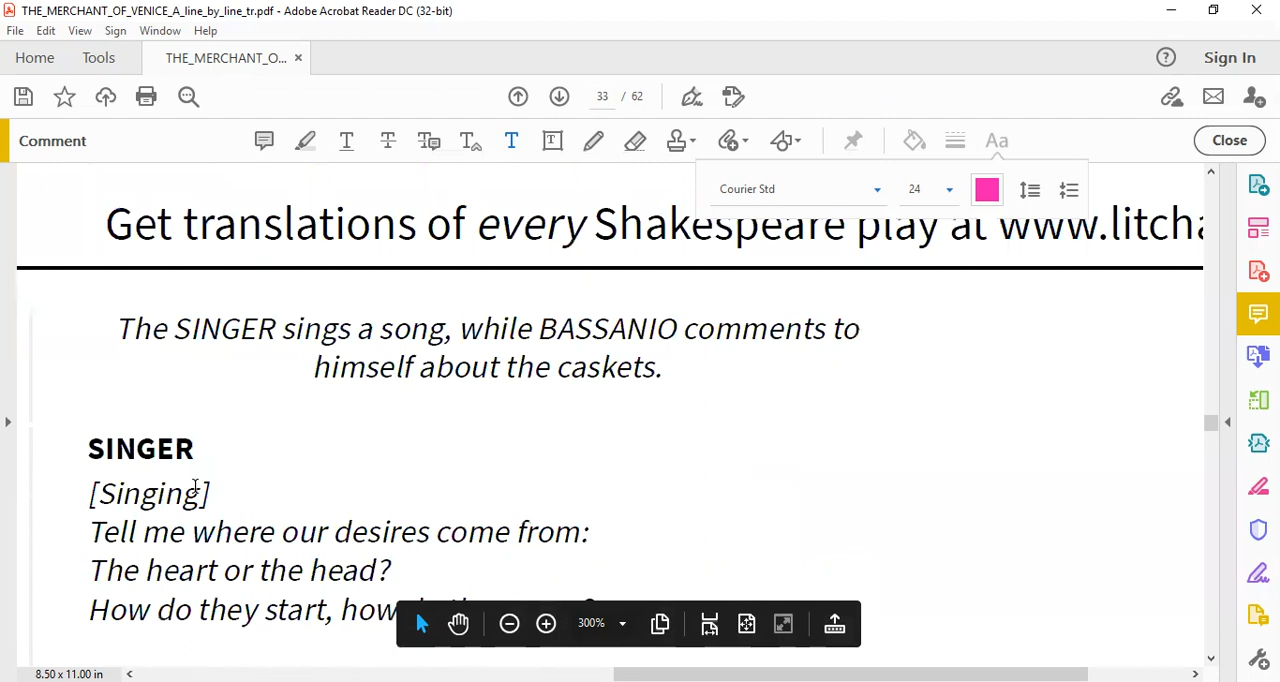 THE_MERCHANT_OF_VENICE_A_line_by_line_tr.pdf - Adobe Acrobat Reader DC (32-bit)
File Edit View Sign Window Help
Home Tools THE_MERCHANT_O... × Sign In
33 / 62
Comment Close
Courier Std 24
Get translations of every Shakespeare play at www.litcha
The SINGER sings a song, while BASSANIO comments to
himself about the caskets.
SINGER
[Singing]
Tell me where our desires come from:
The heart or the head?
How do they start, how
300%
8.50 x 11.00 in